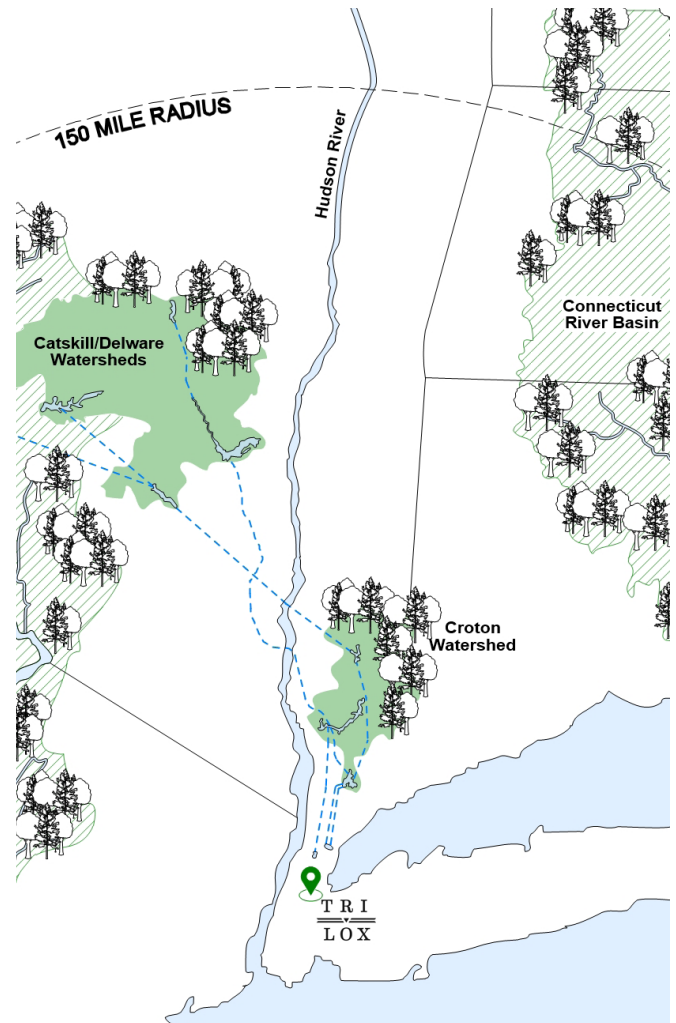 150 MILE RADIUS
Hudson River
Connecticut
River Basin
Catskill/Delware
Watersheds
Croton
Watershed
TRI
LOX